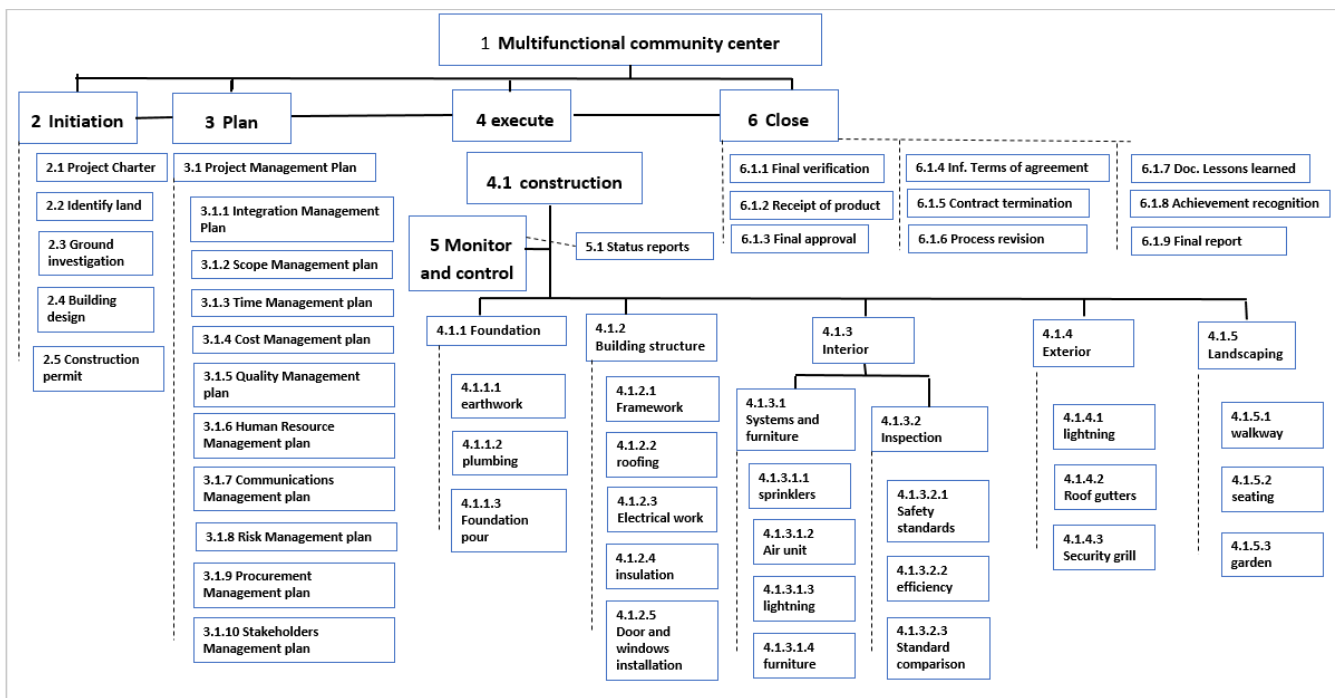 1 Multifunctional community center
2 Initiation
3 Plan
4 execute
6 Close
2.1 Project Charter
2.2 Identify land
2.3 Ground
investigation
2.4 Building
design
2.5 Construction
permit
3.1 Project Management Plan
3.1.1 Integration Management
Plan
3.1.2 Scope Management plan
3.1.3 Time Management plan
3.1.4 Cost Management plan
3.1.5 Quality Management
plan
3.1.6 Human Resource
Management plan
3.1.7 Communications
Management plan
3.1.8 Risk Management plan
3.1.9 Procurement
Management plan
3.1.10 Stakeholders
Management plan
4.1 construction
5 Monitor
and control
5.1 Status reports
6.1.1 Final verification
6.1.2 Receipt of product
6.1.3 Final approval
6.1.4 Inf. Terms of agreement
6.1.5 Contract termination
6.1.6 Process revision
6.1.7 Doc. Lessons learned
6.1.8 Achievement recognition
6.1.9 Final report
4.1.1 Foundation
4.1.1.1
earthwork
4.1.1.2
plumbing
4.1.1.3
Foundation
pour
4.1.2
Building structure
4.1.2.1
Framework
4.1.2.2
roofing
4.1.2.3
Electrical work
4.1.2.4
insulation
4.1.2.5
Door and
windows
installation
4.1.3
Interior
4.1.3.1
Systems and
furniture
4.1.3.1.1
sprinklers
4.1.3.1.2
Air unit
4.1.3.1.3
lightning
4.1.3.1.4
furniture
4.1.3.2
Inspection
4.1.3.2.1
Safety
standards
4.1.3.2.2
efficiency
4.1.3.2.3
Standard
comparison
4.1.4
Exterior
4.1.4.1
lightning
4.1.4.2
Roof gutters
4.1.4.3
Security grill
4.1.5
Landscaping
4.1.5.1
walkway
4.1.5.2
seating
4.1.5.3
garden